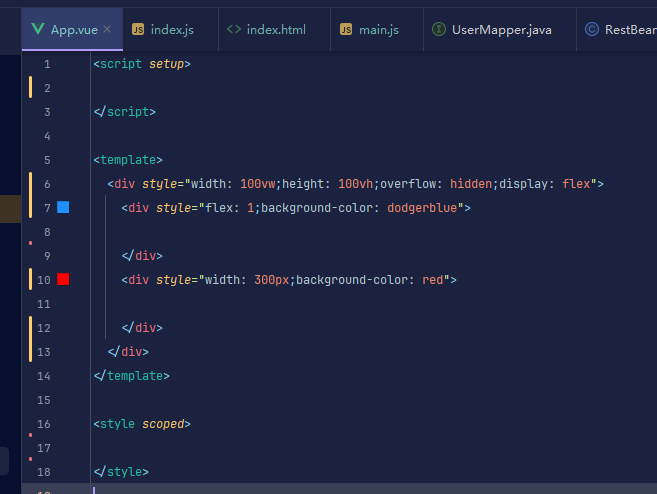 App.vue × JS index.js <> index.html JS main.js I UserMapper.java C RestBean
1 <script setup>
2
3 </script>
4
5 <template>
6 <div style="width: 100vw;height: 100vh;overflow: hidden;display: flex">
7 <div style="flex: 1;background-color: dodgerblue">
8
9 </div>
10 <div style="width: 300px;background-color: red">
11
12 </div>
13 </div>
14 </template>
15
16 <style scoped>
17
18 </style>